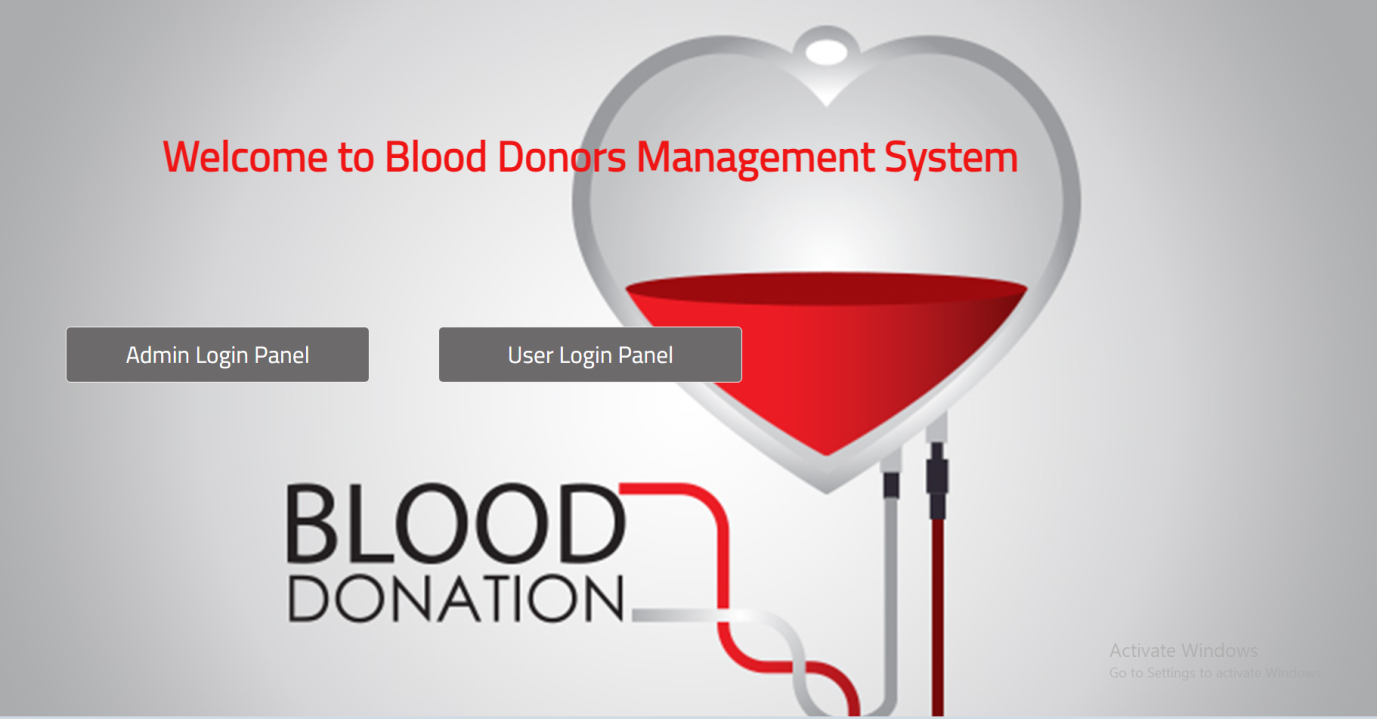 Welcome to Blood Donors Management System
Admin Login Panel
User Login Panel
BLOOD
DONATION
Activate Windows
Go to Settings to activate Windows.